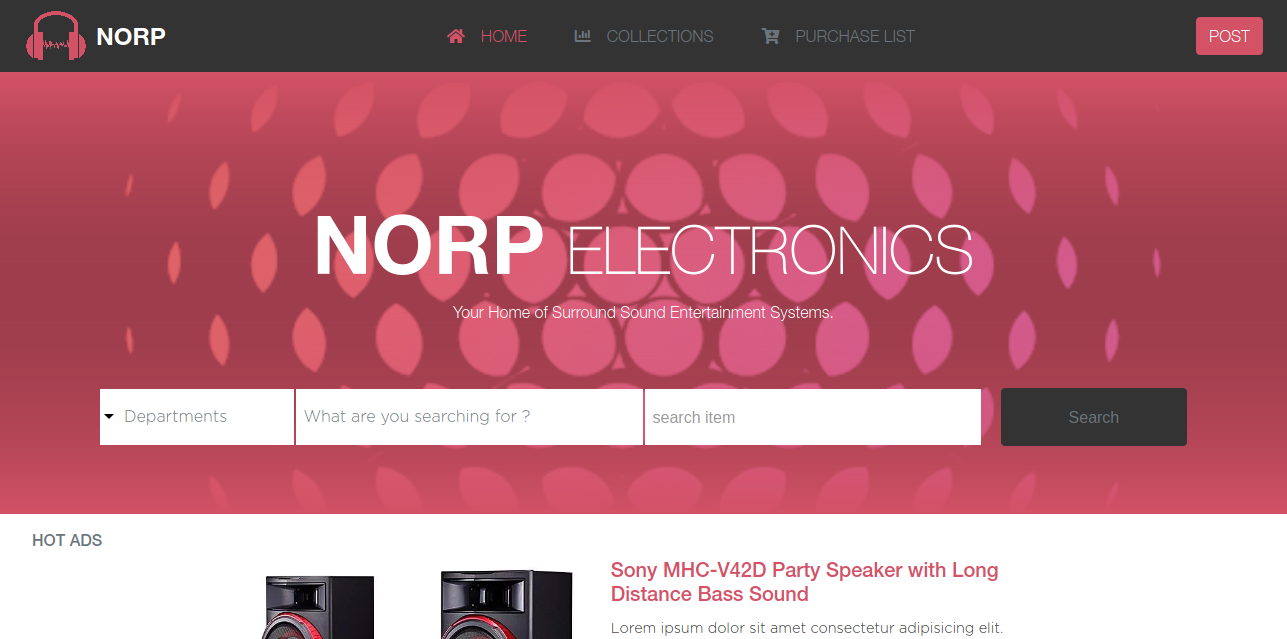 NORP
HOME
COLLECTIONS
PURCHASE LIST
POST
NORP ELECTRONICS
Your Home of Surround Sound Entertainment Systems.
Departments
What are you searching for ?
search item
Search
HOT ADS
Sony MHC-V42D Party Speaker with Long
Distance Bass Sound
Lorem ipsum dolor sit amet consectetur adipisicing elit.